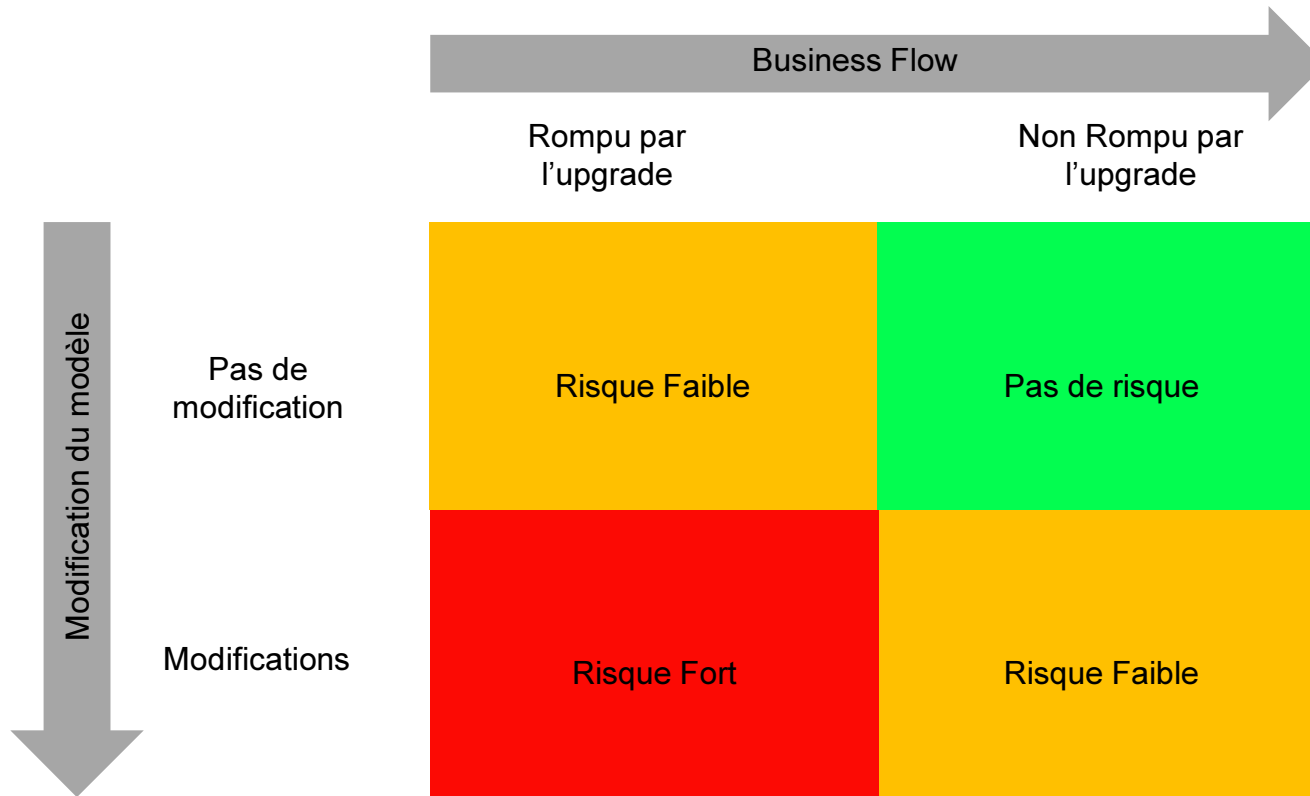 Business Flow
Rompu par
l’upgrade
Non Rompu par
l’upgrade
Modification du modèle
Pas de
modification
Risque Faible
Pas de risque
Modifications
Risque Fort
Risque Faible